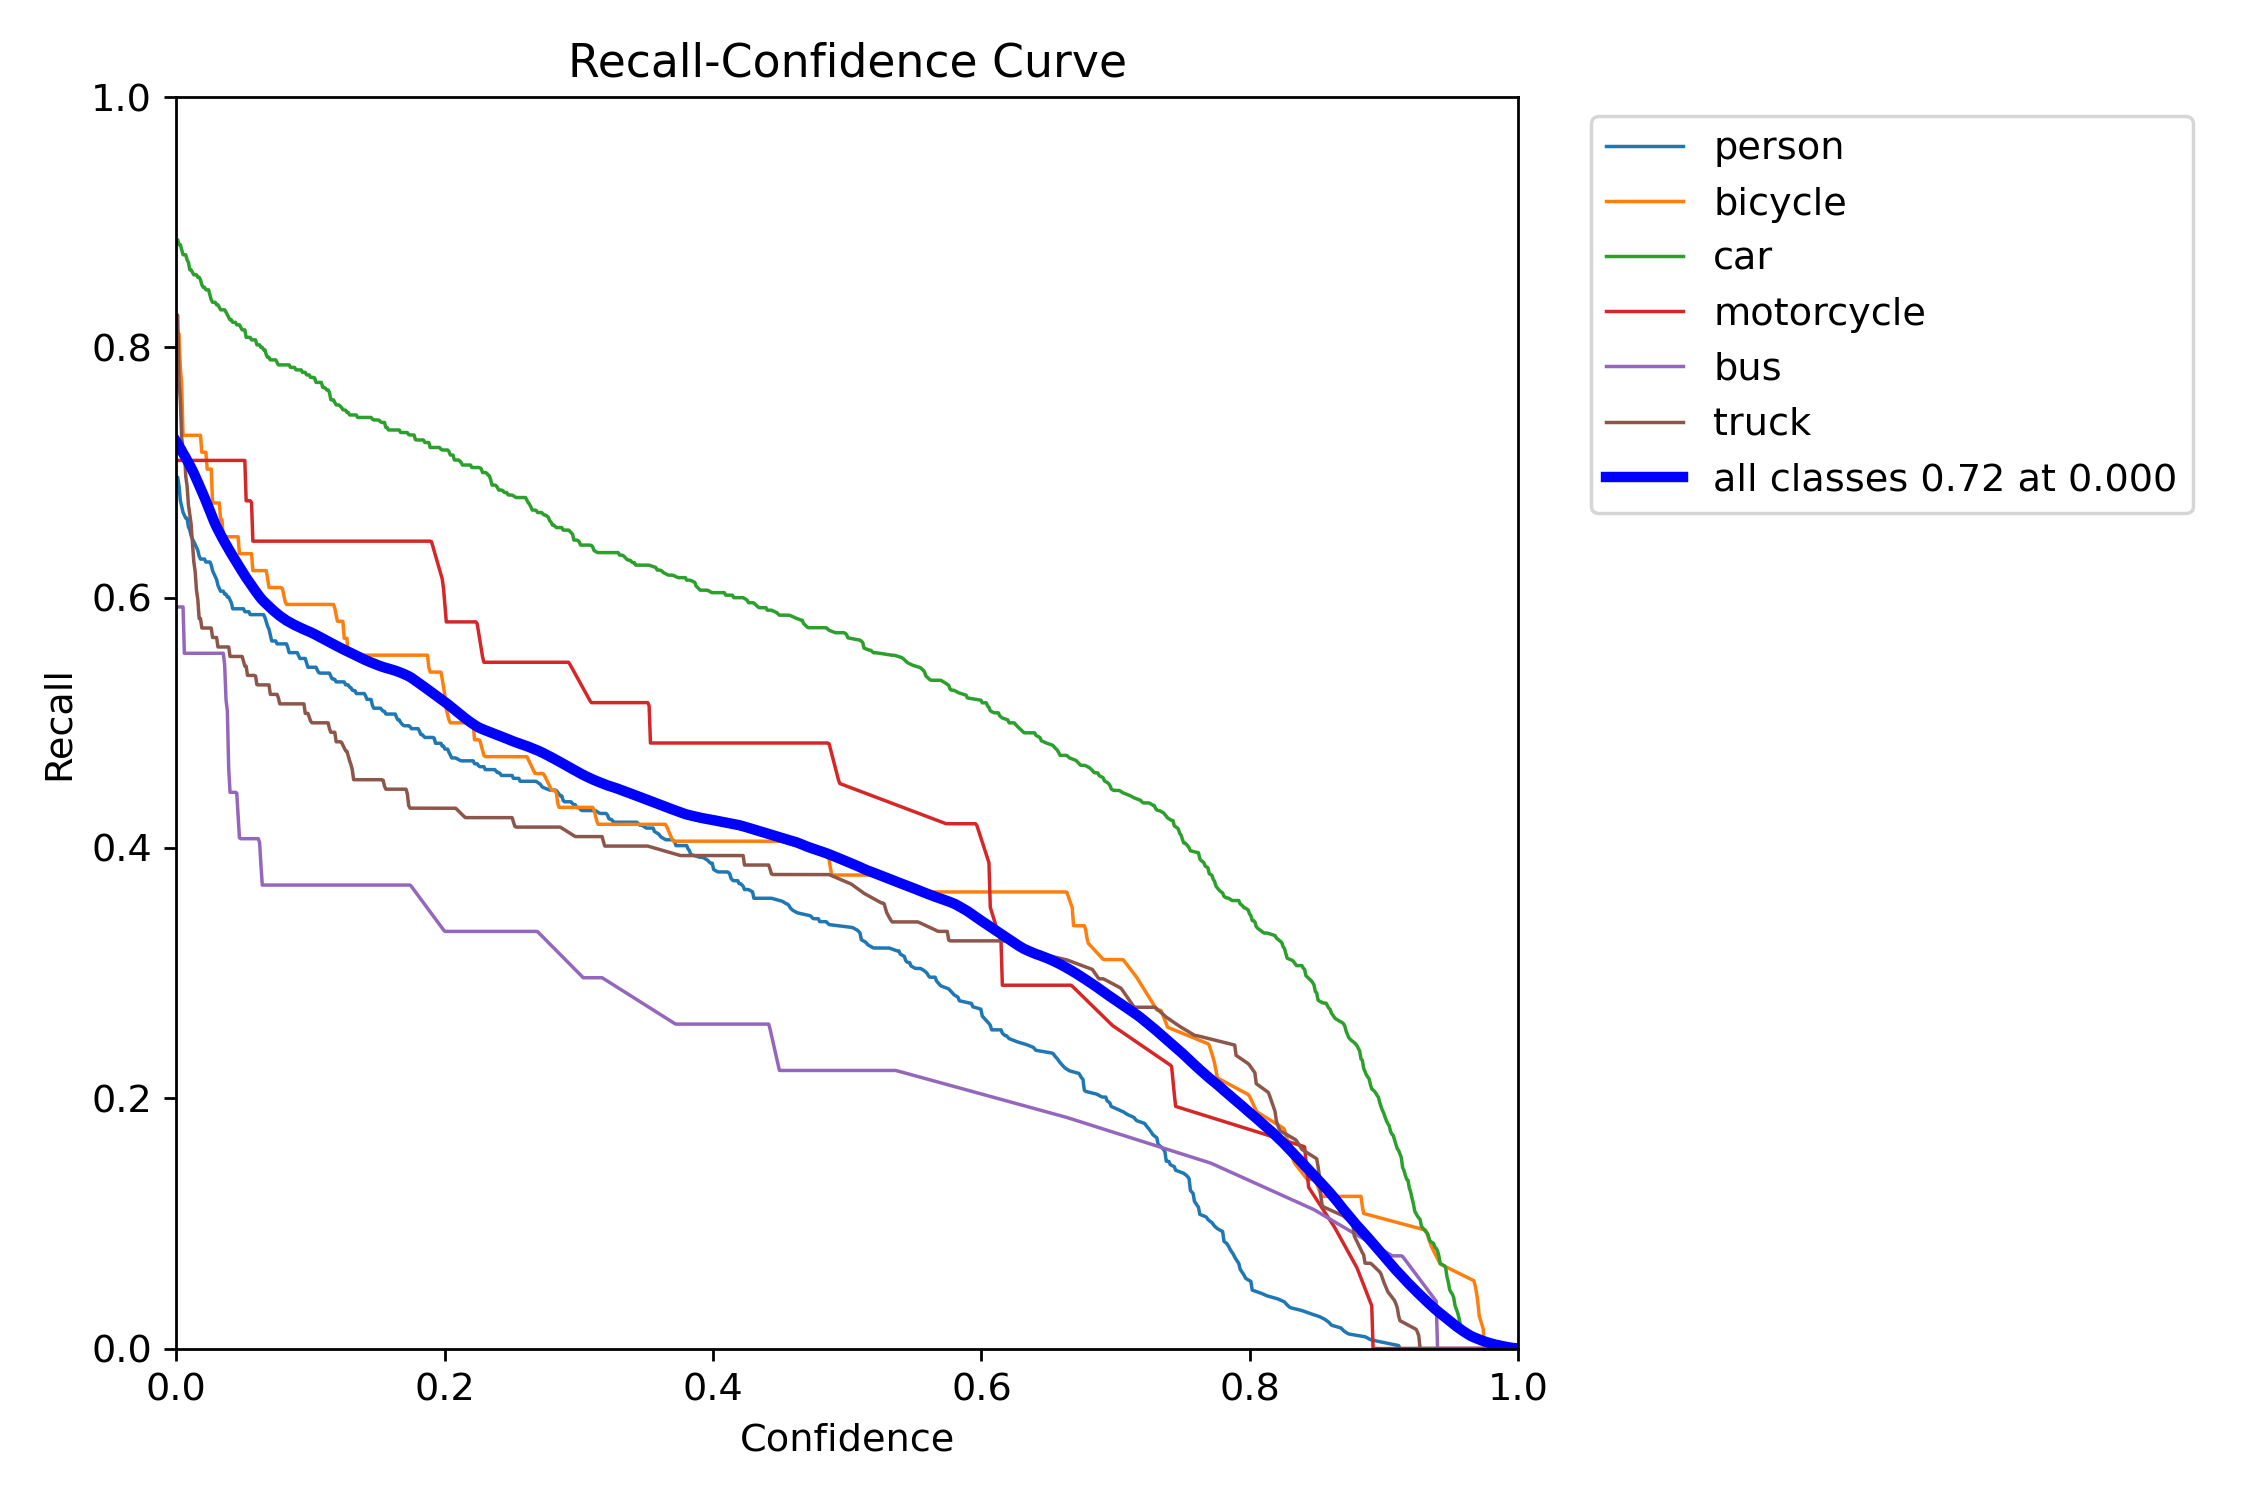 Recall-Confidence Curve
1.0
0.8
0.6
0.4
0.2
0.0
Recall
0.0 0.2 0.4 0.6 0.8 1.0
Confidence
person
bicycle
car
motorcycle
bus
truck
all classes 0.72 at 0.000